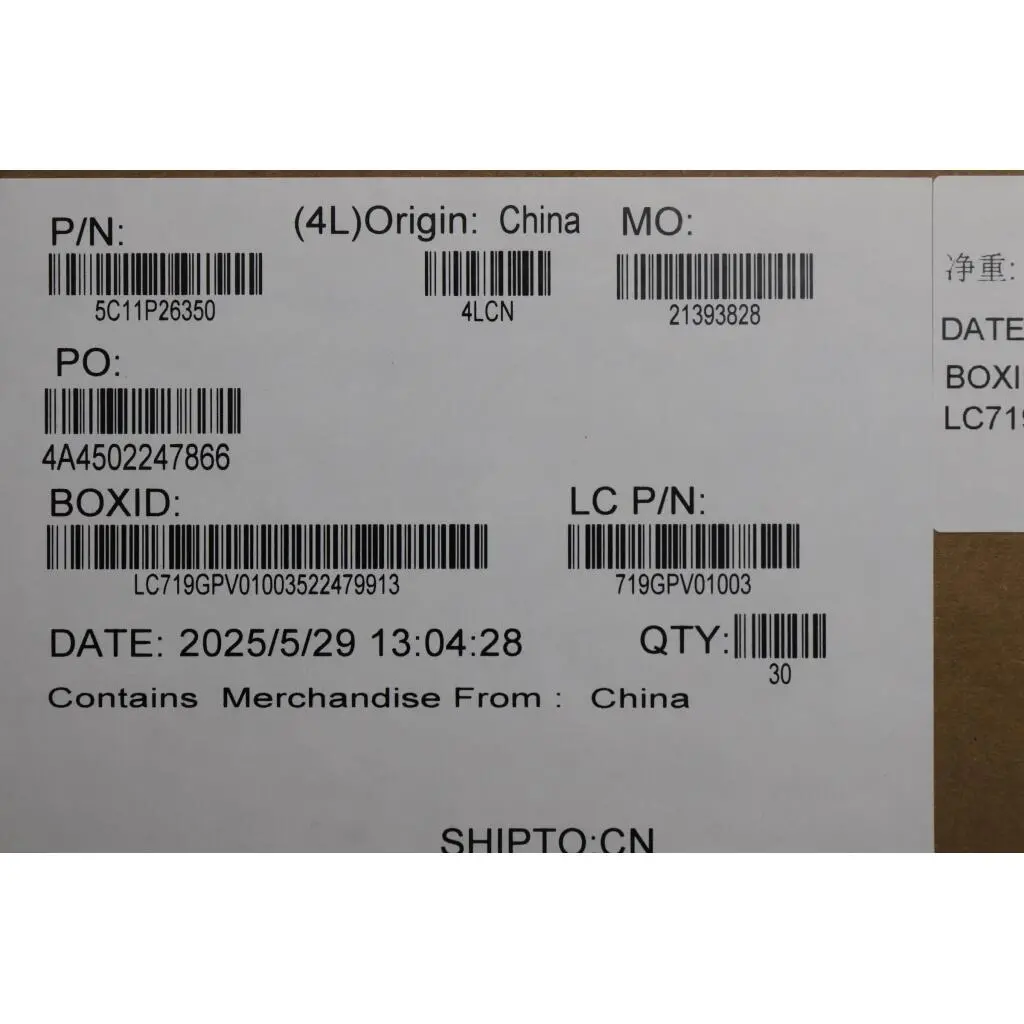 P/N:
(4L)Origin: China
MO:
5C11P26350
4LCN
21393828
PO:
4A4502247866
BOXID:
LC P/N:
LC719GPV01003522479913
719GPV01003
DATE: 2025/5/29 13:04:28
QTY:
30
Contains Merchandise From : China
SHIPTO:CN
净重:
DATE
BOXI
LC719